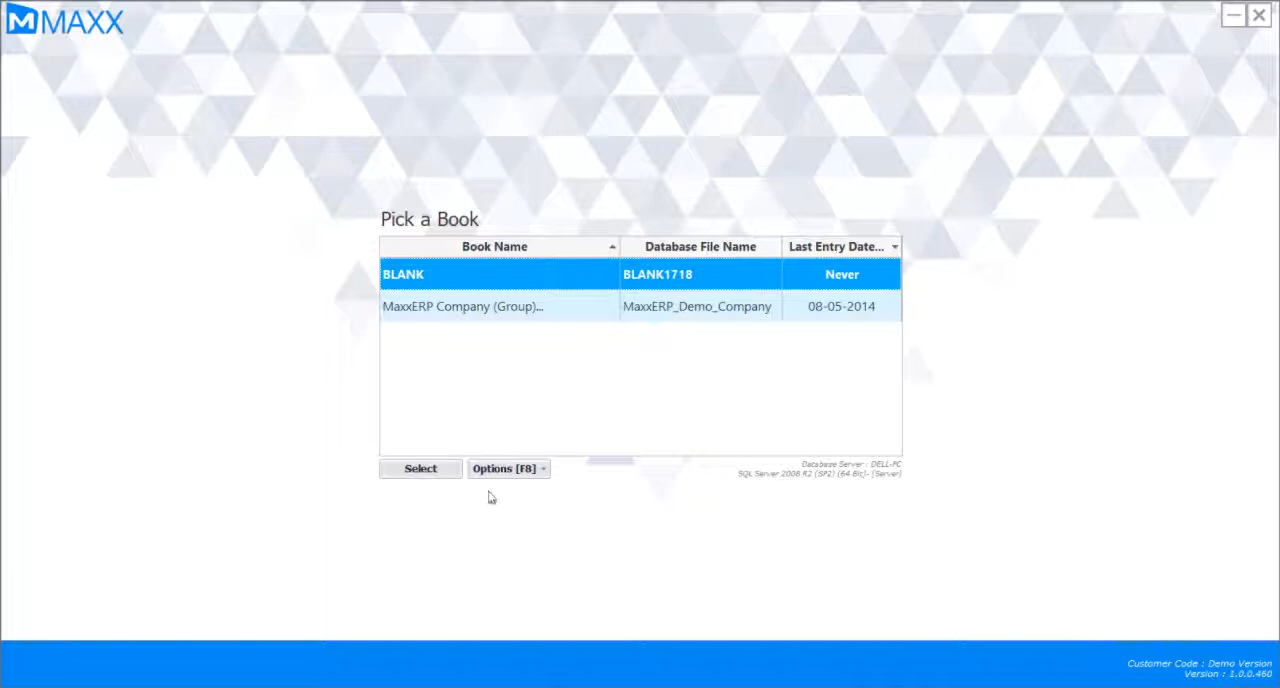 MMAXX
Pick a Book
Book Name Database File Name Last Entry Date...
BLANK BLANK1718 Never
MaxxERP Company (Group)... MaxxERP_Demo_Company 08-05-2014
Select Options [F8]
Database Server : DELL-PC
SQL Server 2008 R2 (SP2) (64-Bit)- (Server)
Customer Code : Demo Version
Version : 1.0.0.460